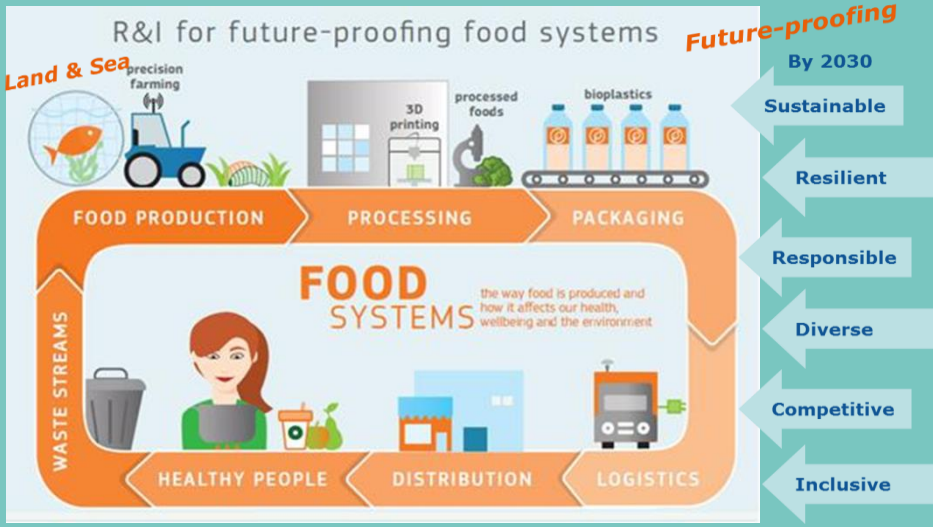 R&I for future-proofing food systems
Future-proofing
Land & Sea
By 2030
precision
farming
3D
printing
processed
foods
bioplastics
Sustainable
Resilient
FOOD PRODUCTION
PROCESSING
PACKAGING
Responsible
FOOD
SYSTEMS
the way food is produced and
how it affects our health,
wellbeing and the environment
Diverse
WASTE STREAMS
Competitive
HEALTHY PEOPLE
DISTRIBUTION
LOGISTICS
Inclusive